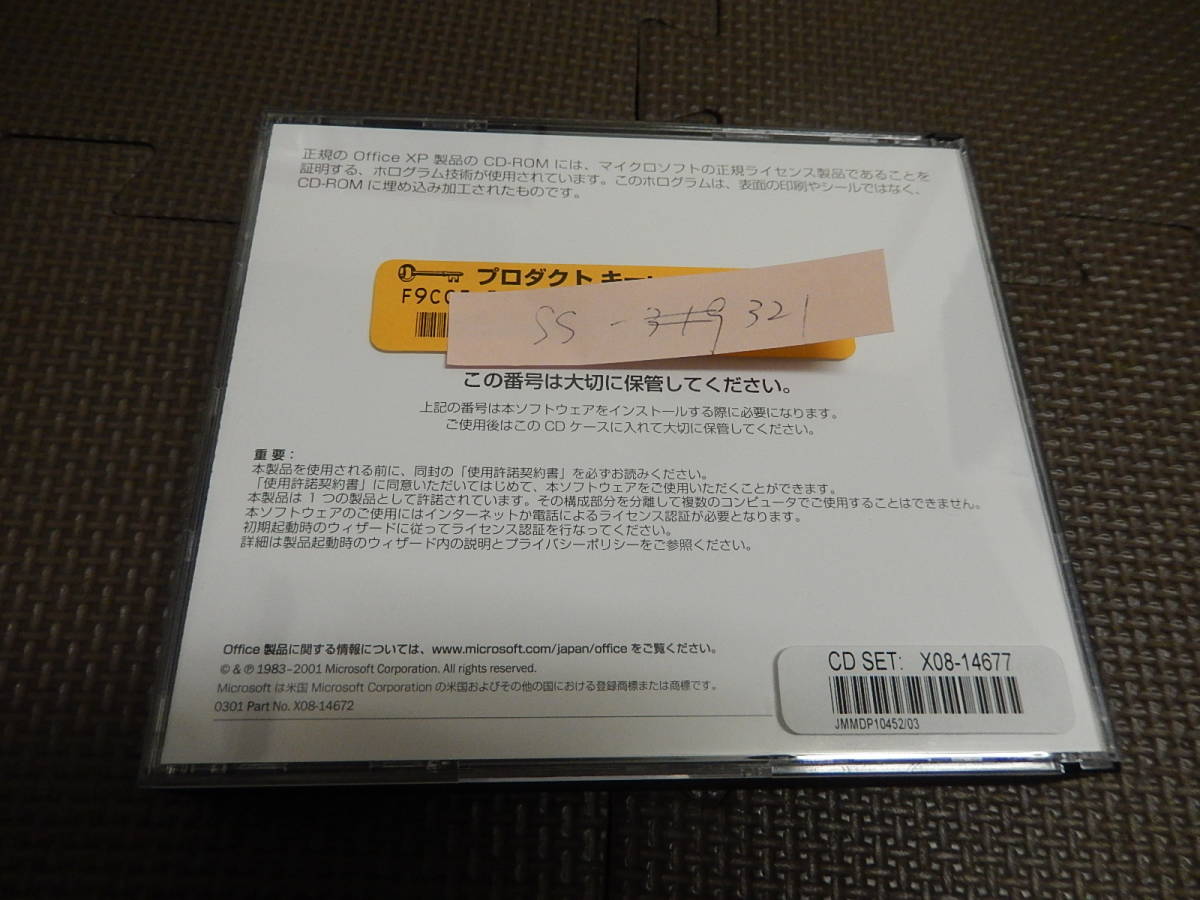 正規の Office XP 製品の CD-ROM には、マイクロソフトの正規ライセンス製品であることを
証明する、ホログラム技術が使用されています。このホログラムは、表面の印刷やシールではなく、
CD-ROM に埋め込み加工されたものです。
プロダクト キー
F9CC
SS - 321
この番号は大切に保管してください。
上記の番号は本ソフトウェアをインストールする際に必要になります。
ご使用後はこの CD ケースに入れて大切に保管してください。
重要：
本製品を使用される前に、同封の「使用許諾契約書」を必ずお読みください。
「使用許諾契約書」に同意いただいてはじめて、本ソフトウェアをご使用いただくことができます。
本製品は 1 つの製品として許諾されています。その構成部分を分離して複数のコンピュータでご使用することはできません。
本ソフトウェアのご使用にはインターネットか電話によるライセンス認証が必要となります。
初期起動時のウィザードに従ってライセンス認証を行なってください。
詳細は製品起動時のウィザード内の説明とプライバシーポリシーをご参照ください。
Office 製品に関する情報については、www.microsoft.com/japan/office をご覧ください。
© & ℗ 1983-2001 Microsoft Corporation. All rights reserved.
Microsoft は米国 Microsoft Corporation の米国およびその他の国における登録商標または商標です。
0301 Part No. X08-14672
CD SET: X08-14677
JMMDP10452/03